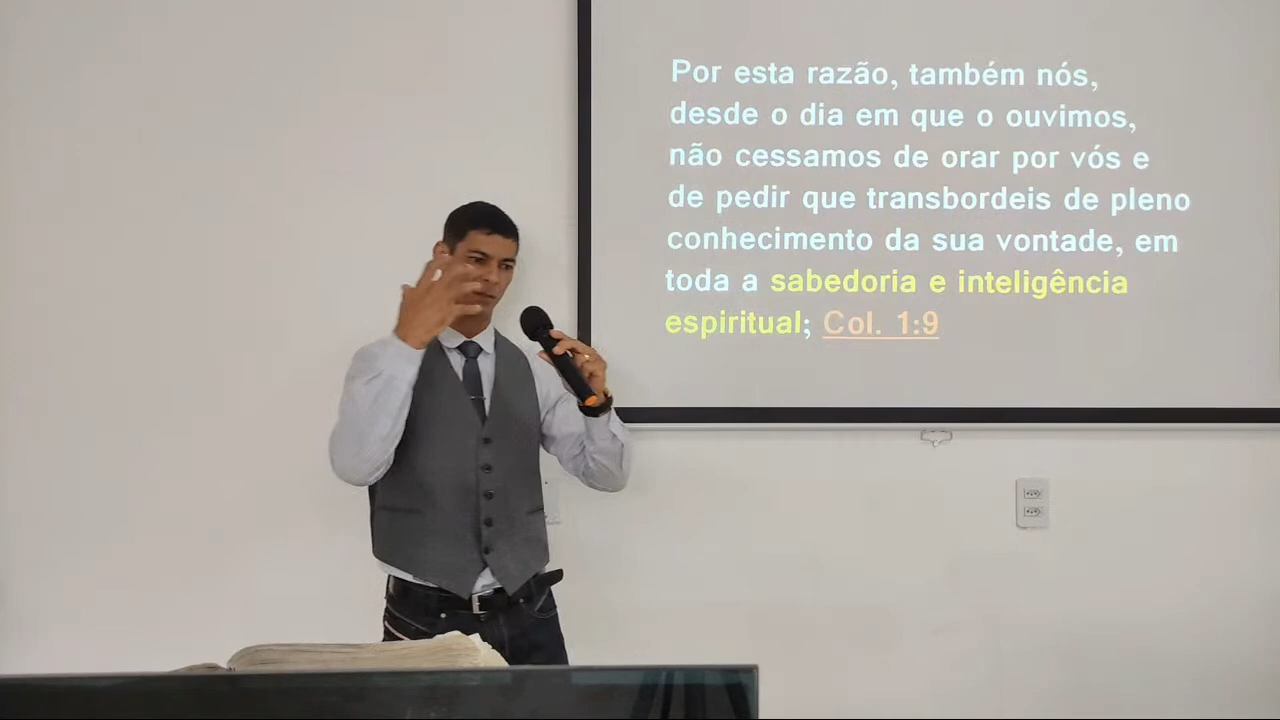 Por esta razão, também nós,
desde o dia em que o ouvimos,
não cessamos de orar por vós e
de pedir que transbordeis de pleno
conhecimento da sua vontade, em
toda a sabedoria e inteligência
espiritual; Col. 1:9